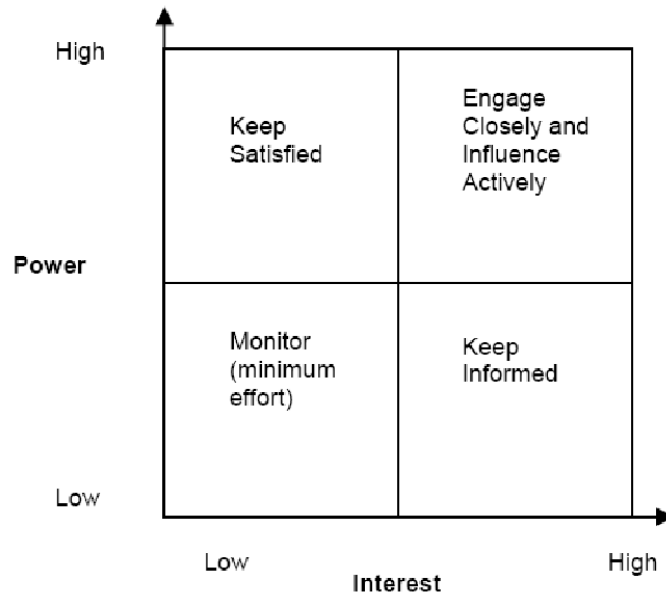 High
Keep
Satisfied
Engage
Closely and
Influence
Actively
Power
Monitor
(minimum
effort)
Keep
Informed
Low
Low
High
Interest